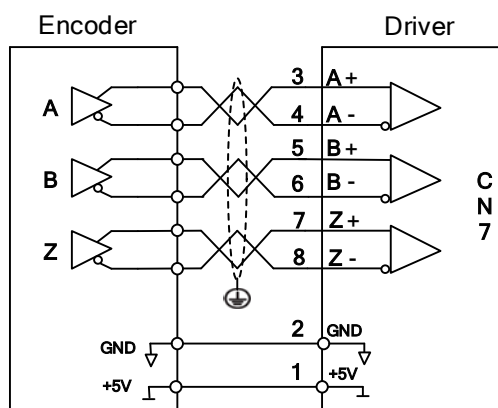 Encoder Driver
3 A+
A
4 A-
5 B+
B
6 B-
C
N
7
7 Z+
Z
8 Z-
2 GND
GND
1 +5V
+5V